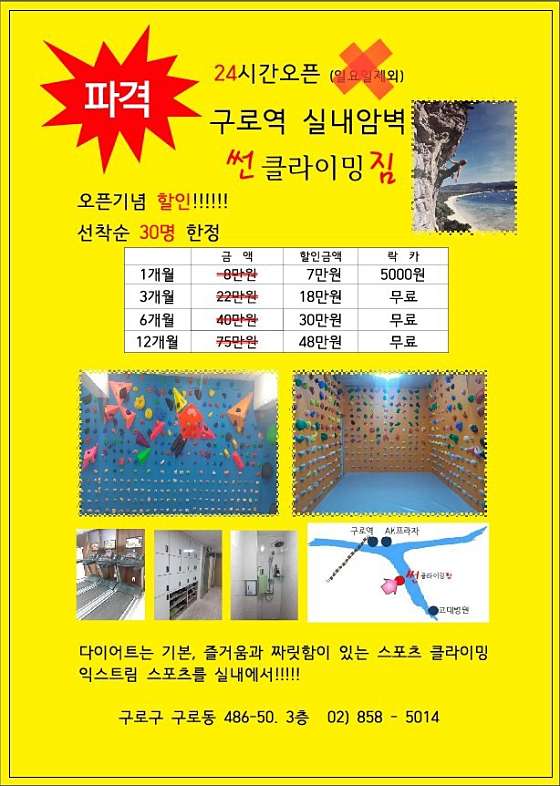 파격
24시간오픈 (일요일제외)
구로역 실내암벽
썬클라이밍짐
오픈기념 할인!!!!!!
선착순 30명 한정
금 액 할인금액 락 카
1개월 8만원 7만원 5000원
3개월 22만원 18만원 무료
6개월 40만원 30만원 무료
12개월 75만원 48만원 무료
구로역 AK프라자
썬클라이밍짐
고대병원
다이어트는 기본, 즐거움과 짜릿함이 있는 스포츠 클라이밍
익스트림 스포츠를 실내에서!!!!!
구로구 구로동 486-50. 3층 02) 858 - 5014